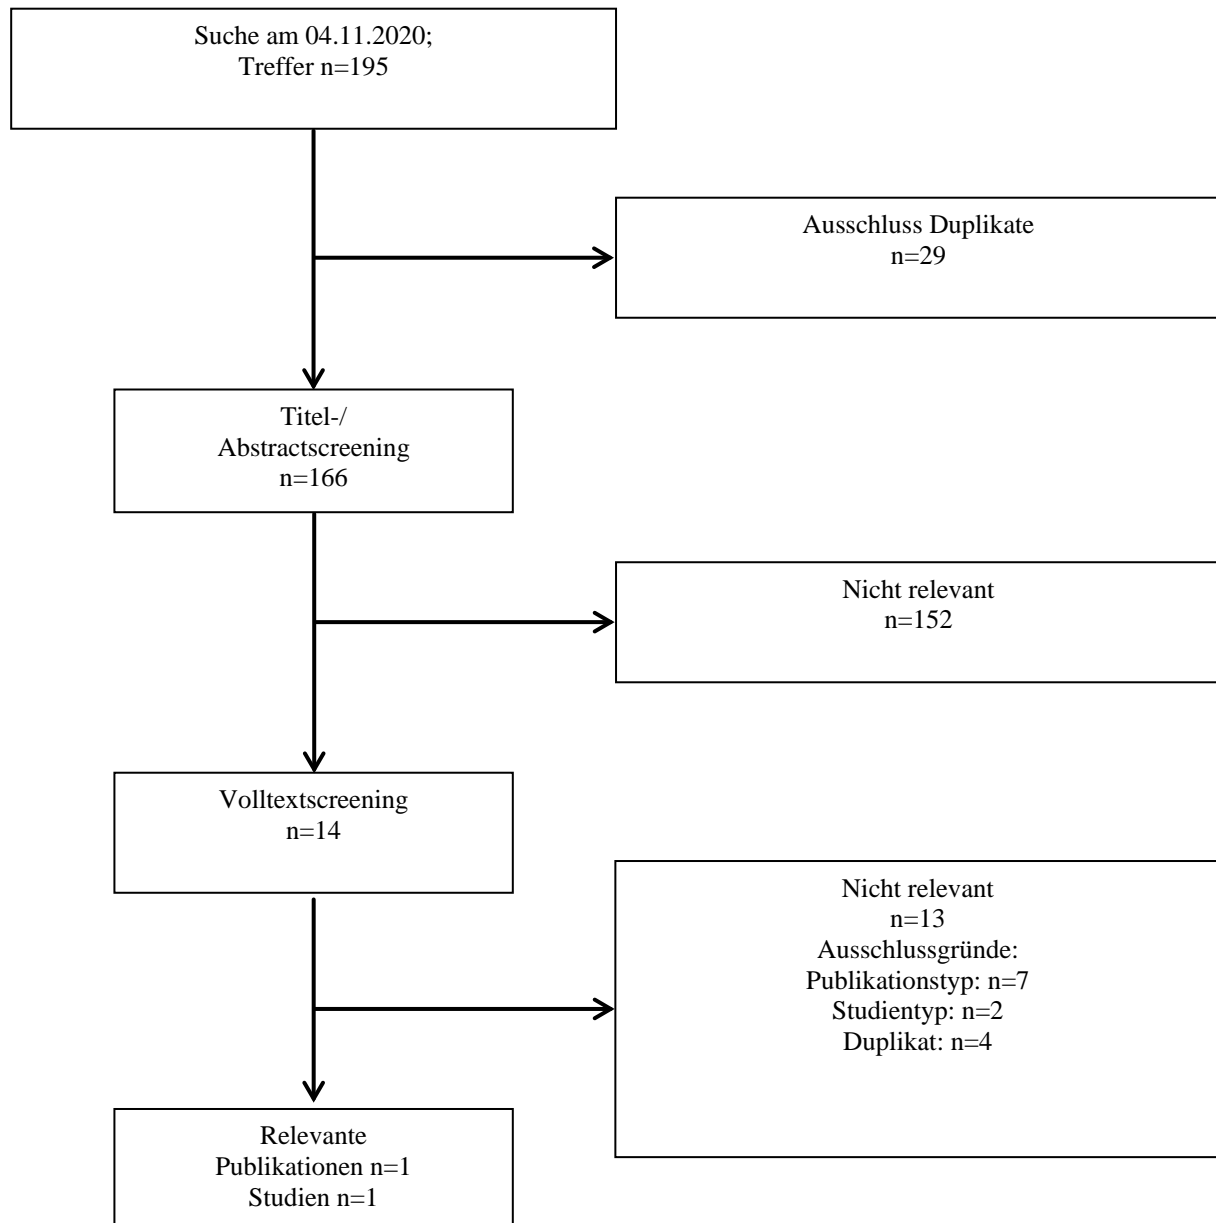 Suche am 04.11.2020;
Treffer n=195
Ausschluss Duplikate
n=29
Titel-/
Abstractscreening
n=166
Nicht relevant
n=152
Volltextscreening
n=14
Nicht relevant
n=13
Ausschlussgründe:
Publikationstyp: n=7
Studientyp: n=2
Duplikat: n=4
Relevante
Publikationen n=1
Studien n=1